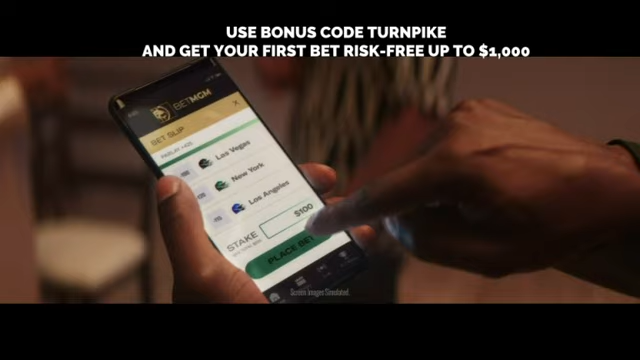 USE BONUS CODE TURNPIKE
AND GET YOUR FIRST BET RISK-FREE UP TO $1,000
BETMGM
BET SLIP
PARLAY
Los Vegas
New York
Los Angeles
$100
STAKE
PLACE BET
Screen Images Simulated.